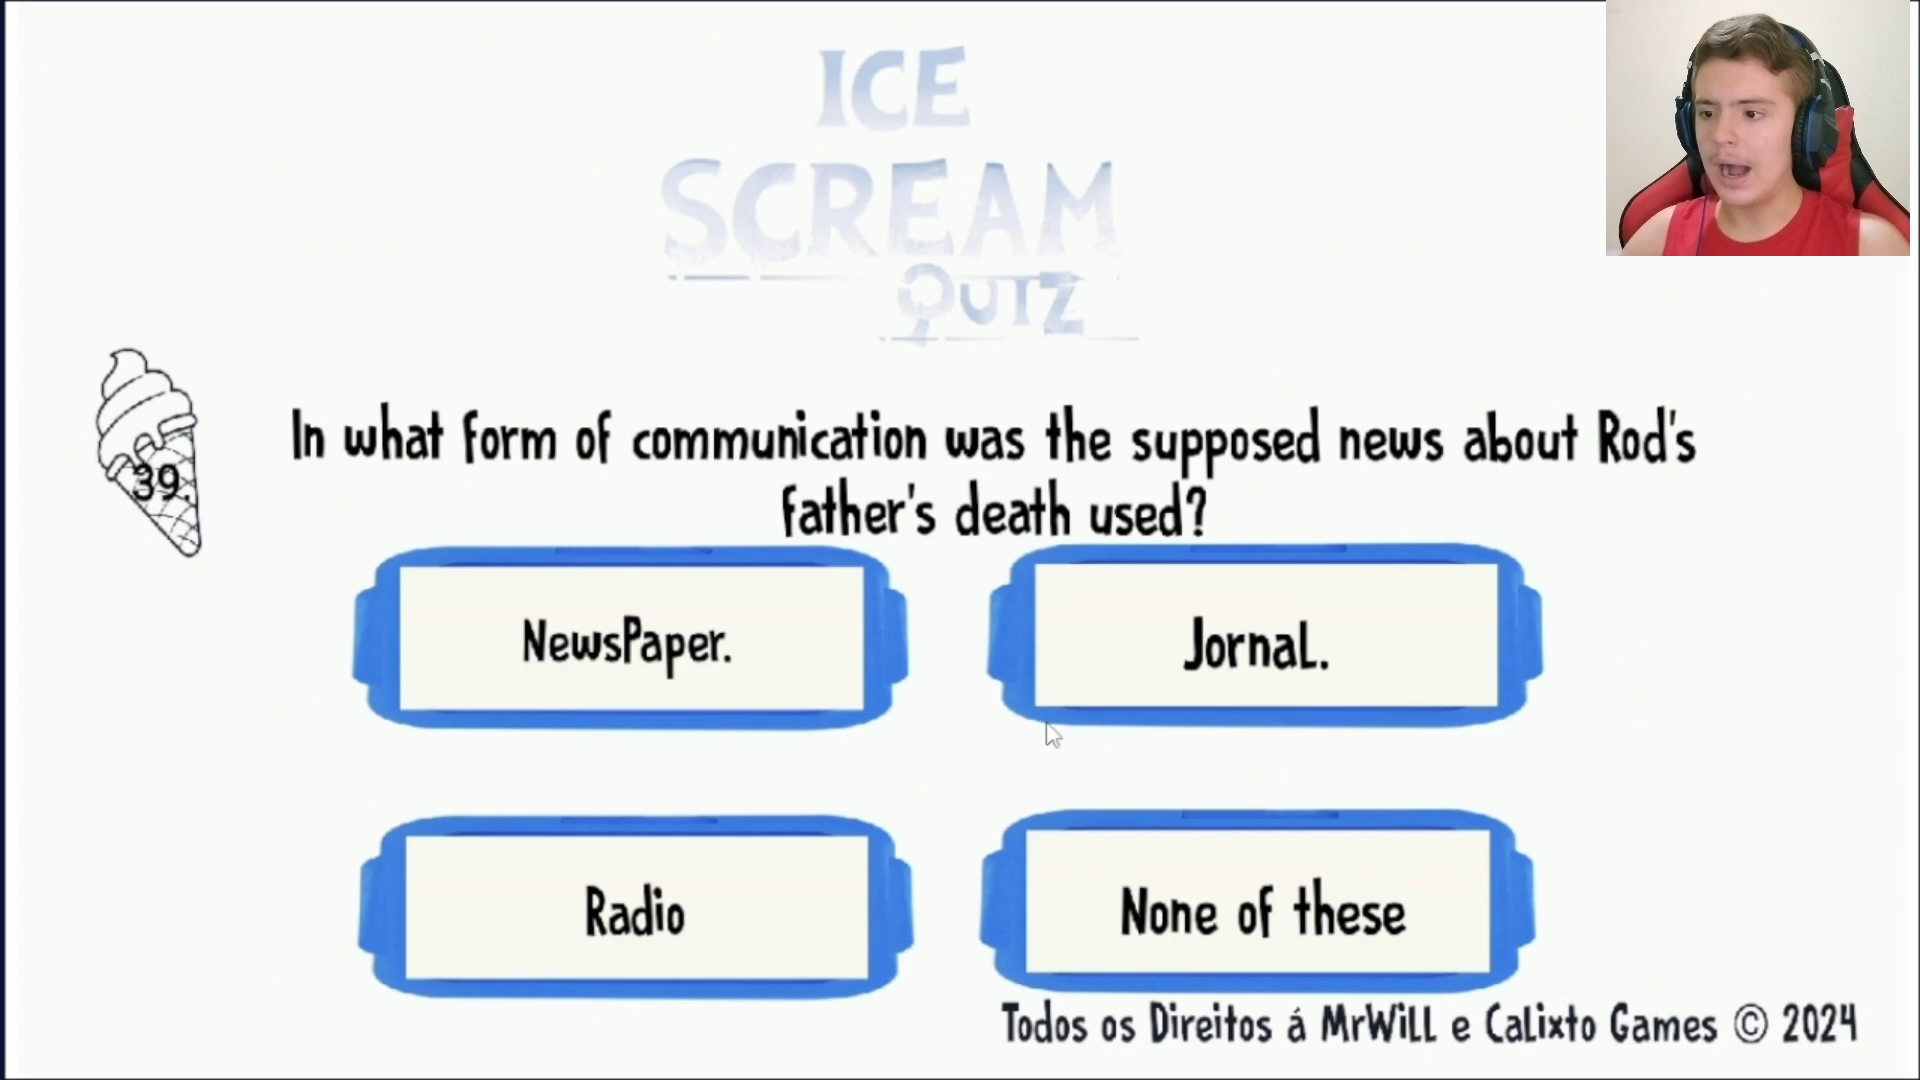 ICE
SCREAM
QUIZ
39.
In what form of communication was the supposed news about Rod's
father's death used?
NewsPaper.
Jornal.
Radio
None of these
Todos os Direitos á MrWill e Calixto Games © 2024